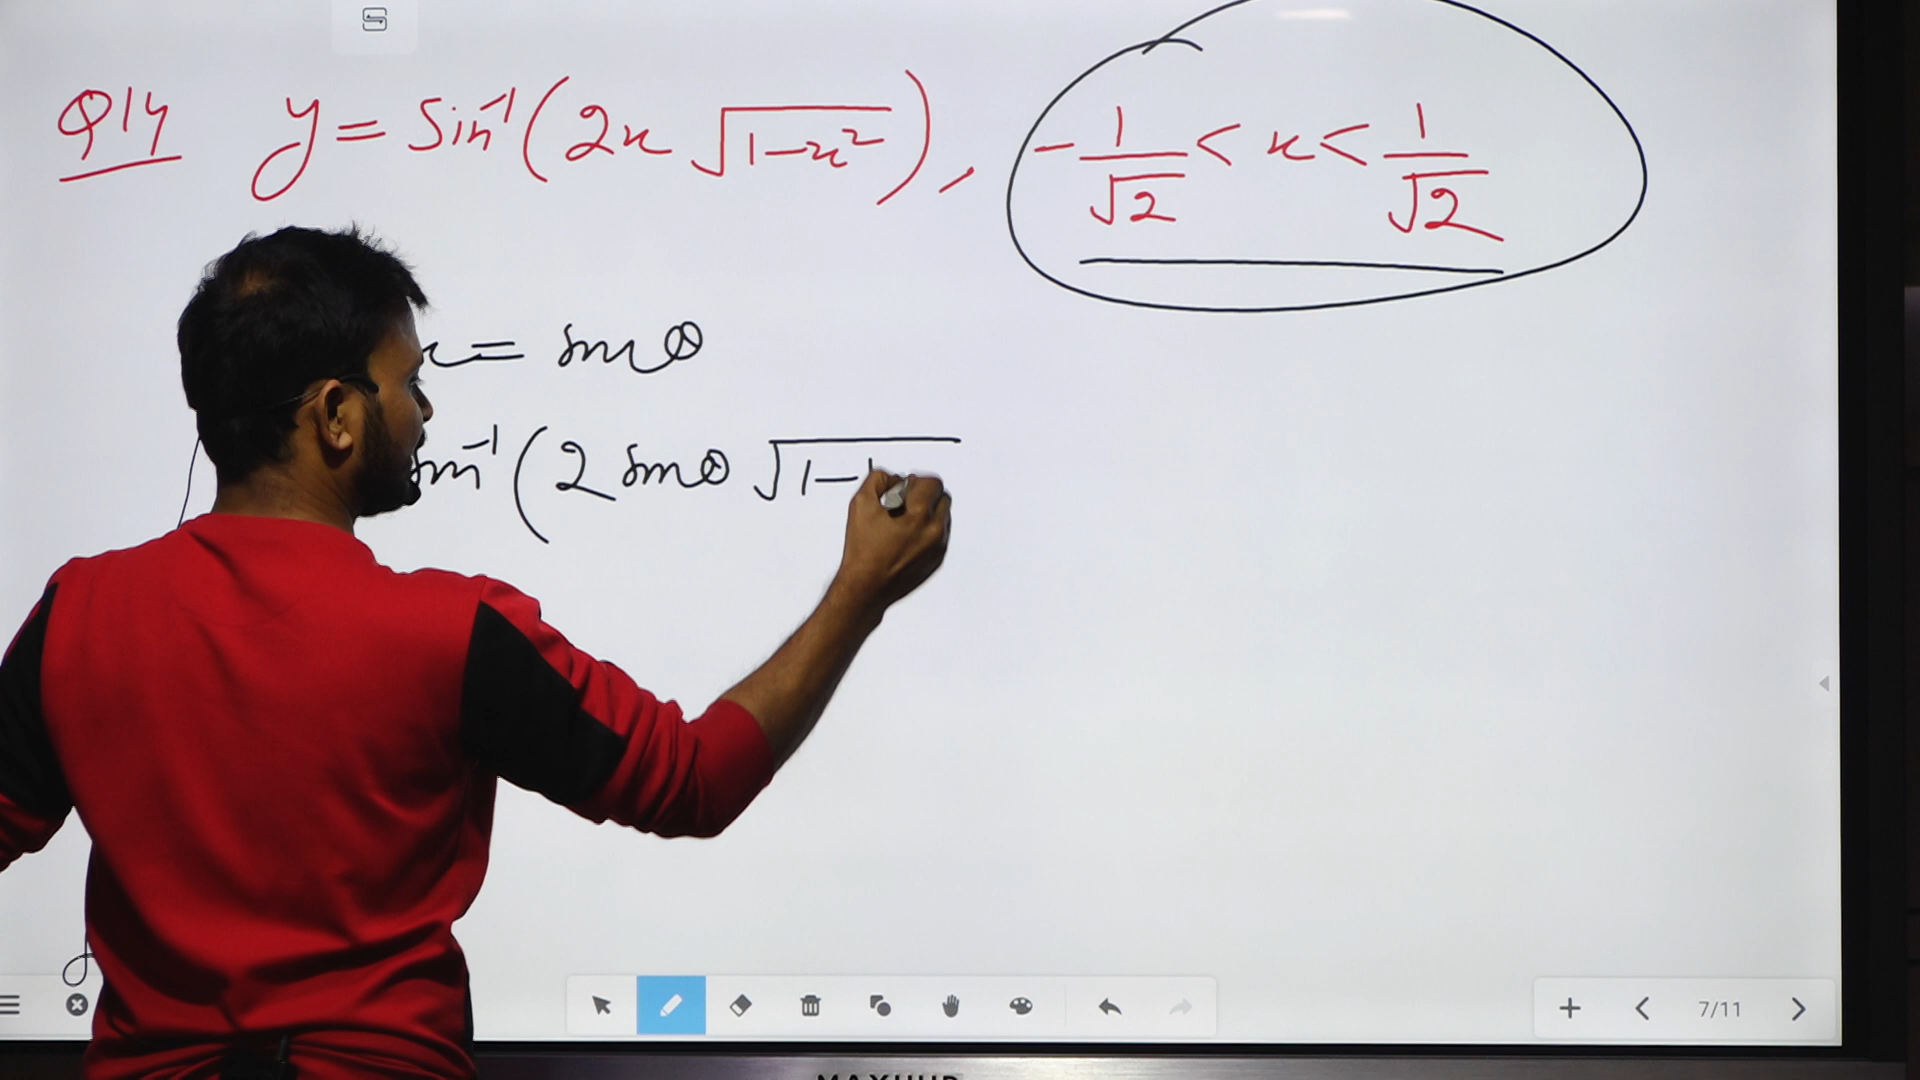 Q14 y = Sin⁻¹(2x √(1-x²)), -1/√2 < x < 1/√2
x = sinθ
sin⁻¹(2 sinθ √1-
7/11